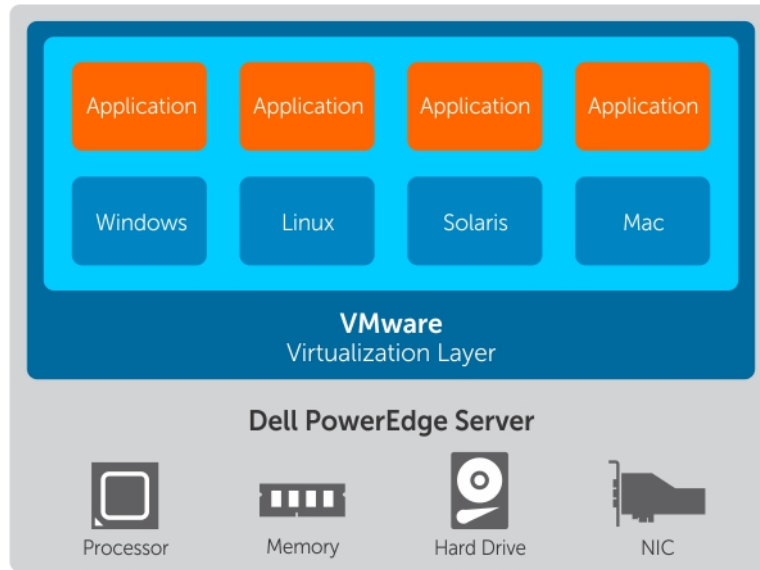 Application Application Application Application
Windows Linux Solaris Mac
VMware
Virtualization Layer
Dell PowerEdge Server
Processor Memory Hard Drive NIC